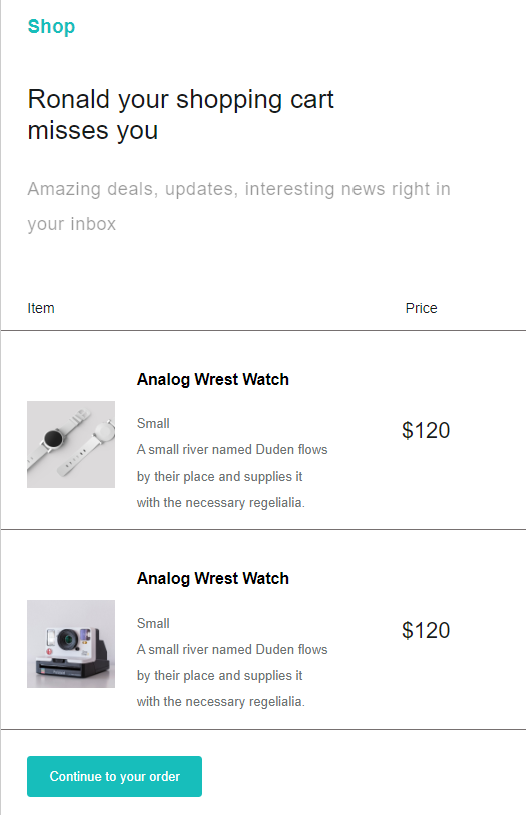 Shop
Ronald your shopping cart
misses you
Amazing deals, updates, interesting news right in
your inbox
Item Price
Analog Wrest Watch
Small
A small river named Duden flows
by their place and supplies it
with the necessary regelialia.
$120
Analog Wrest Watch
Small
A small river named Duden flows
by their place and supplies it
with the necessary regelialia.
$120
Continue to your order